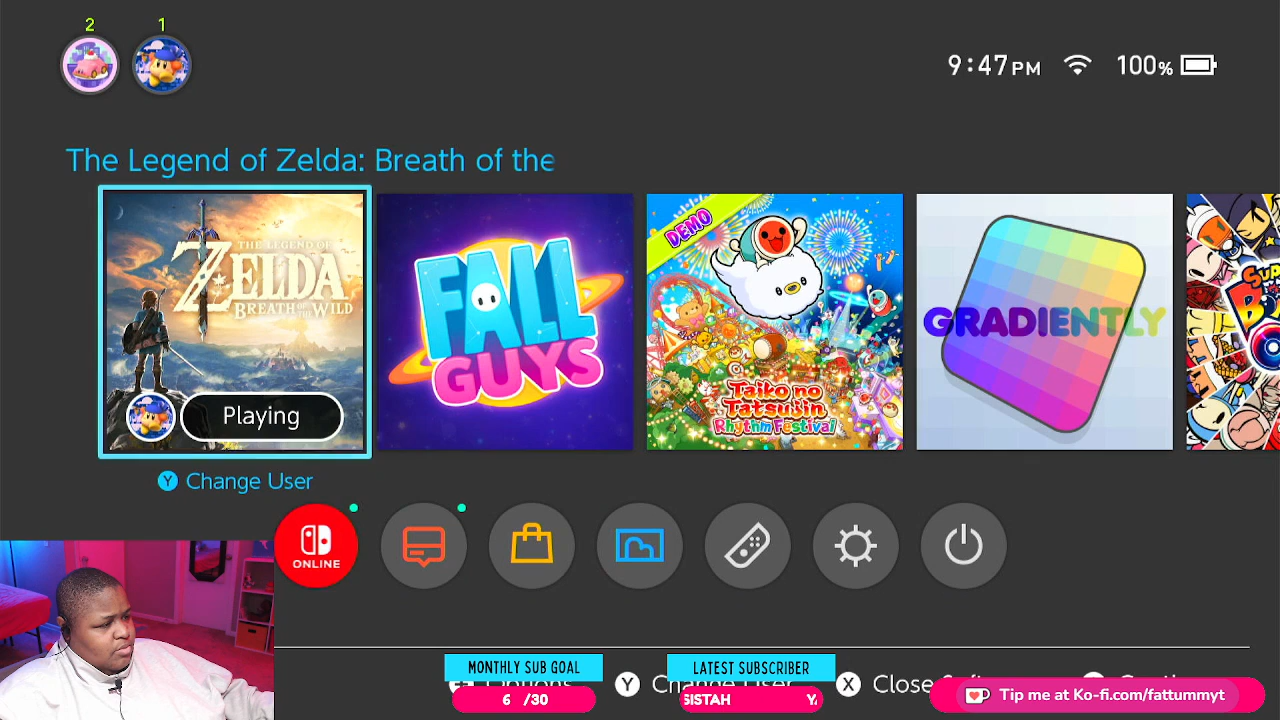 2 1
9:47PM 100%
The Legend of Zelda: Breath of the
THE LEGEND OF
ZELDA
BREATH OF THE WILD
Playing
FALL
GUYS
DEMO
Taiko no
Tatsujin
Rhythm Festival
GRADIENTLY
Y Change User
ONLINE
MONTHLY SUB GOAL
6 /30
LATEST SUBSCRIBER
SISTAH
Y Change User
X Close
Tip me at Ko-fi.com/fattummyt